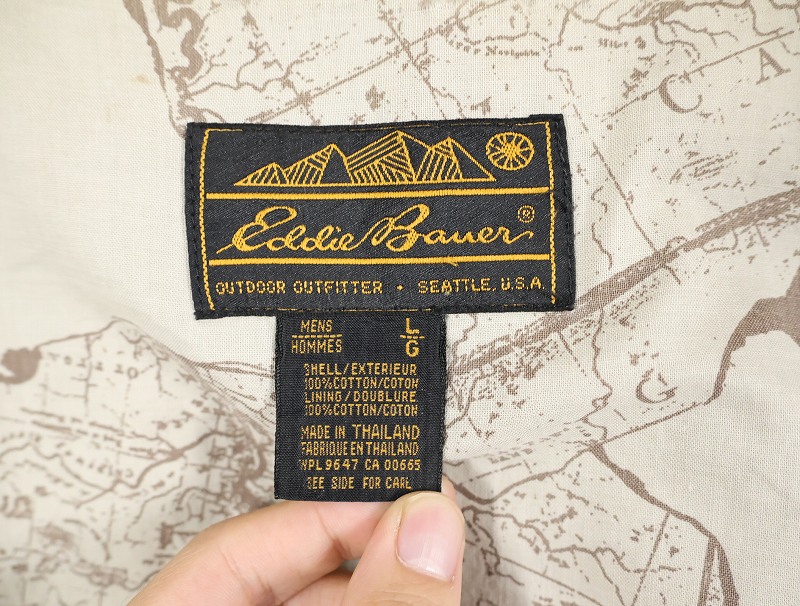 Eddie Bauer®
OUTDOOR OUTFITTER • SEATTLE, U.S.A.
MENS L
HOMMES G
SHELL/EXTERIEUR
100% COTTON/COTON
LINING/DOUBLURE
100% COTTON/COTON
MADE IN THAILAND
FABRIQUE EN THAILAND
WPL 9647 CA 00665
SEE SIDE FOR CARE
C A
G